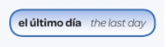 el último día the last day